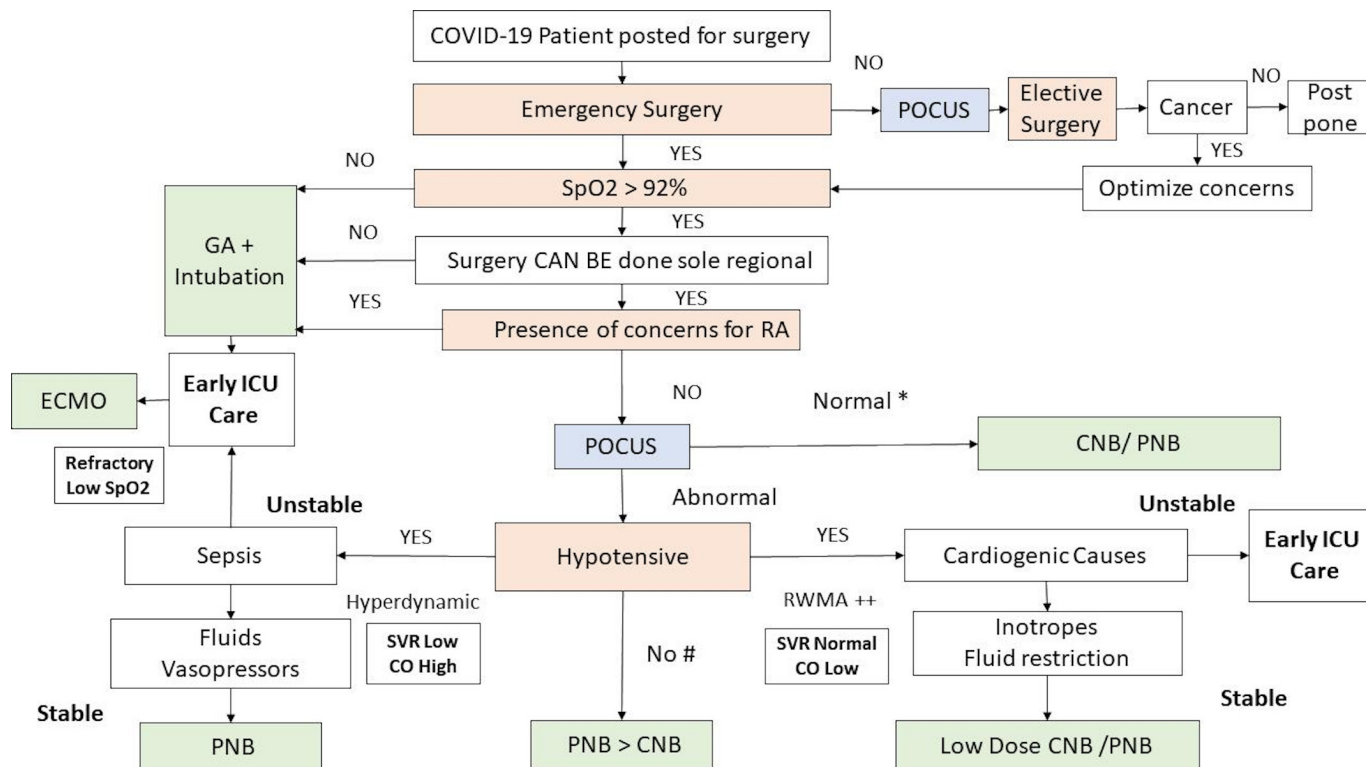 COVID-19 Patient posted for surgery
NO
Emergency Surgery
POCUS
Elective
Surgery
Cancer
NO
Post
pone
YES
YES
NO
SpO2 > 92%
Optimize concerns
YES
NO
GA +
Intubation
Surgery CAN BE done sole regional
YES
YES
Presence of concerns for RA
Early ICU
Care
ECMO
NO
Normal *
POCUS
CNB/ PNB
Refractory
Low SpO2
Abnormal
Unstable
Unstable
Sepsis
YES
Hypotensive
YES
Cardiogenic Causes
Early ICU
Care
Hyperdynamic
RWMA ++
Fluids
Vasopressors
SVR Low
CO High
No #
SVR Normal
CO Low
Inotropes
Fluid restriction
Stable
Stable
PNB
PNB > CNB
Low Dose CNB /PNB